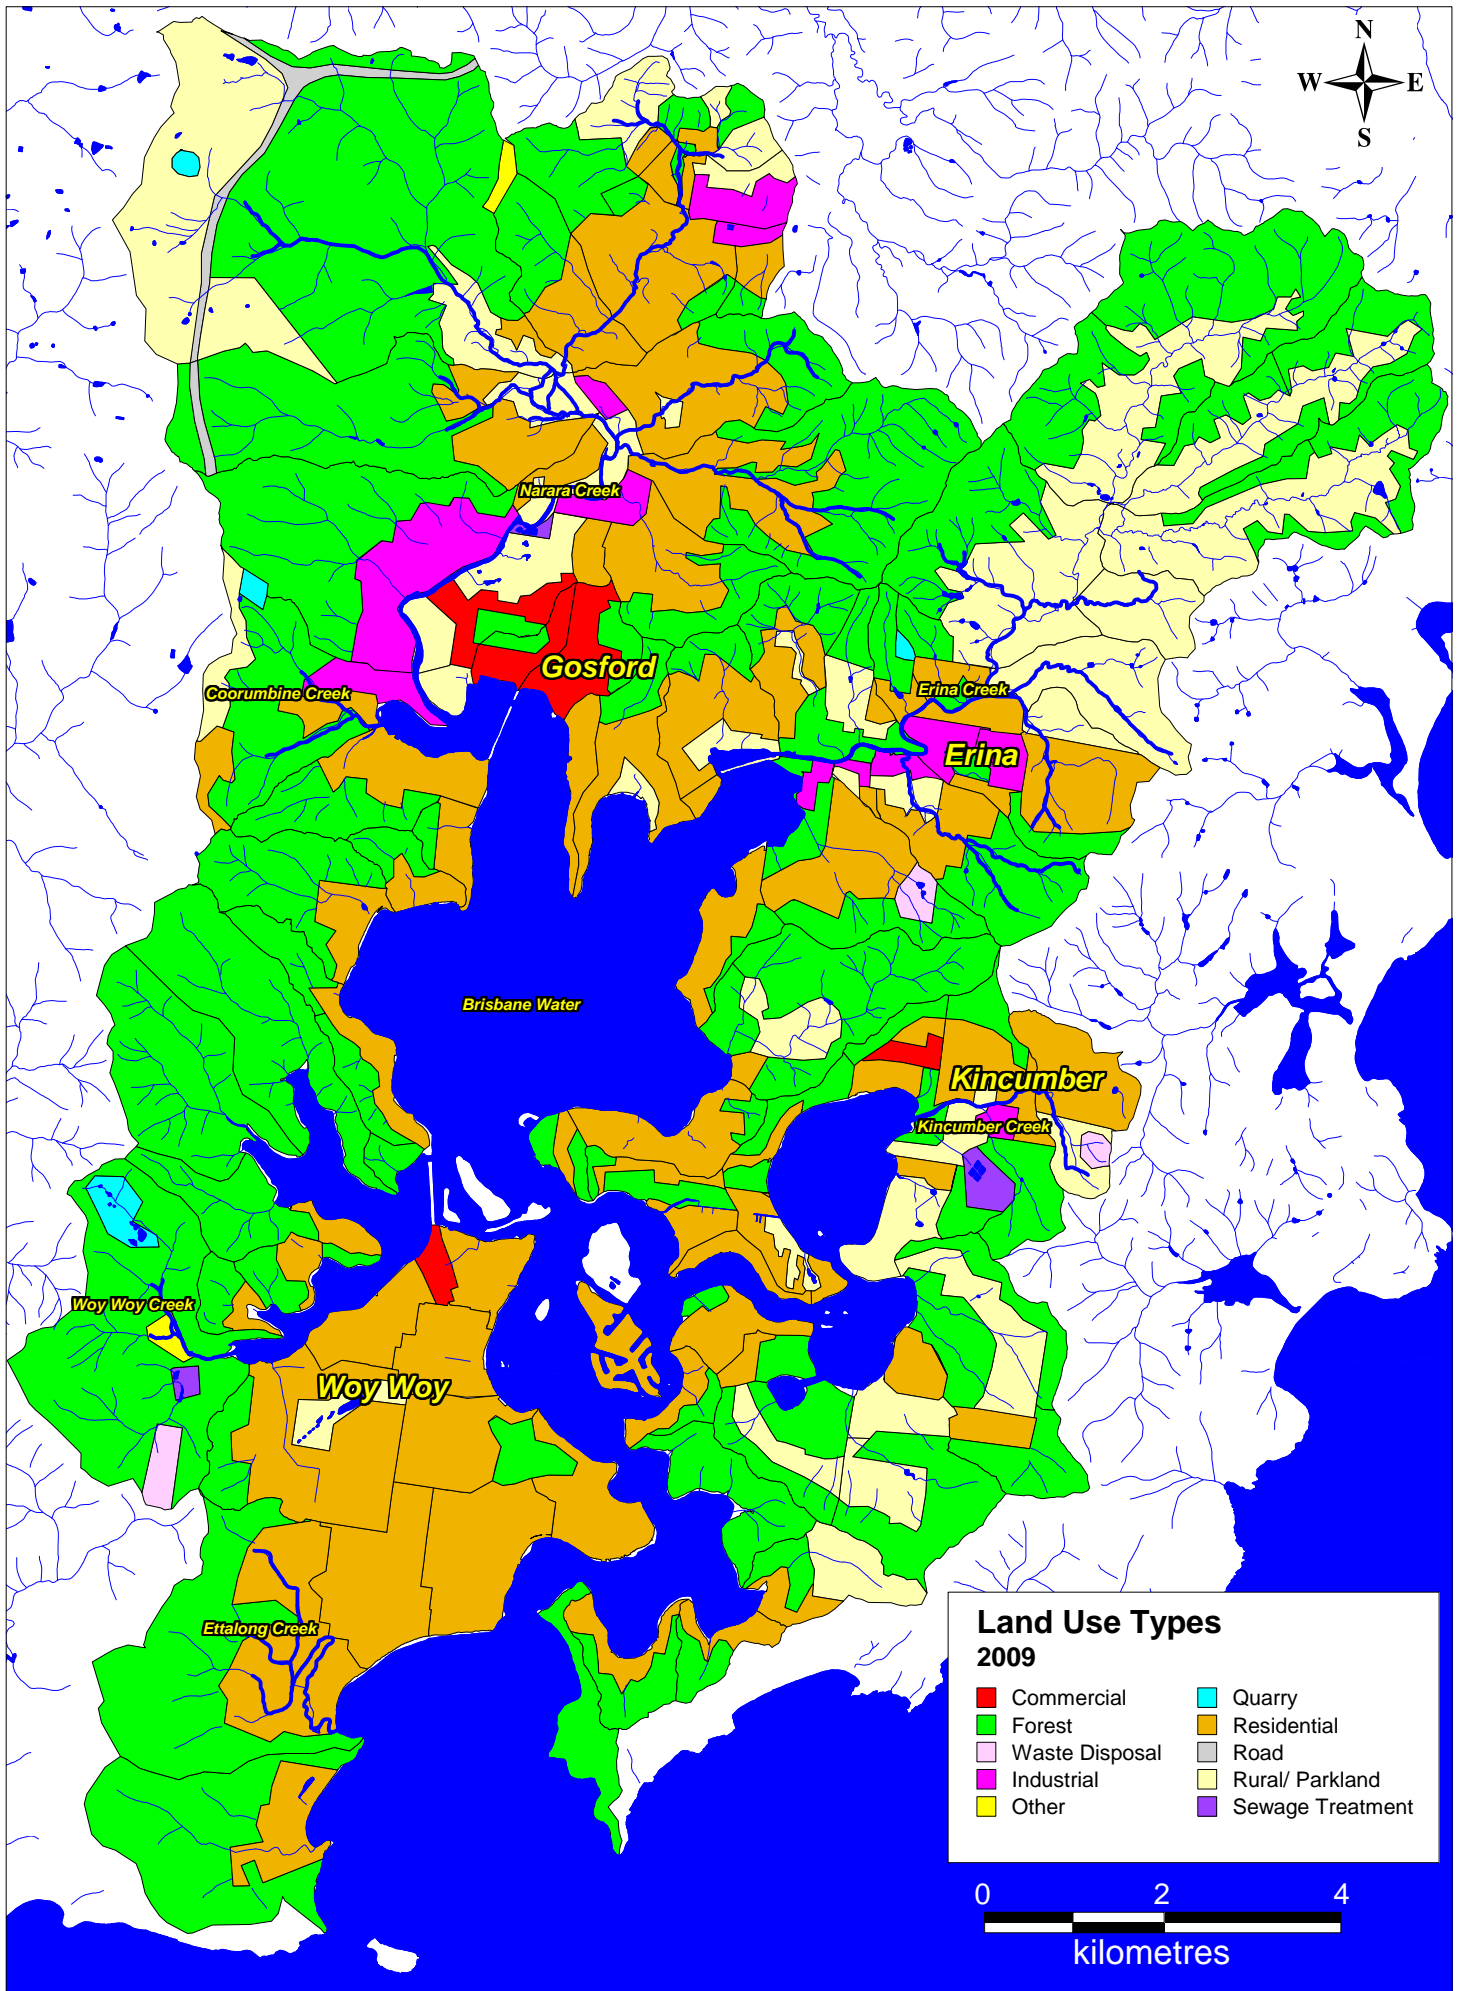 N
W E
S
Narara Creek
Gosford
Coorumbine Creek
Erina Creek
Erina
Brisbane Water
Kincumber
Kincumber Creek
Woy Woy Creek
Woy Woy
Ettalong Creek
Land Use Types
2009
Commercial
Forest
Waste Disposal
Industrial
Other
Quarry
Residential
Road
Rural/ Parkland
Sewage Treatment
0 2 4
kilometres